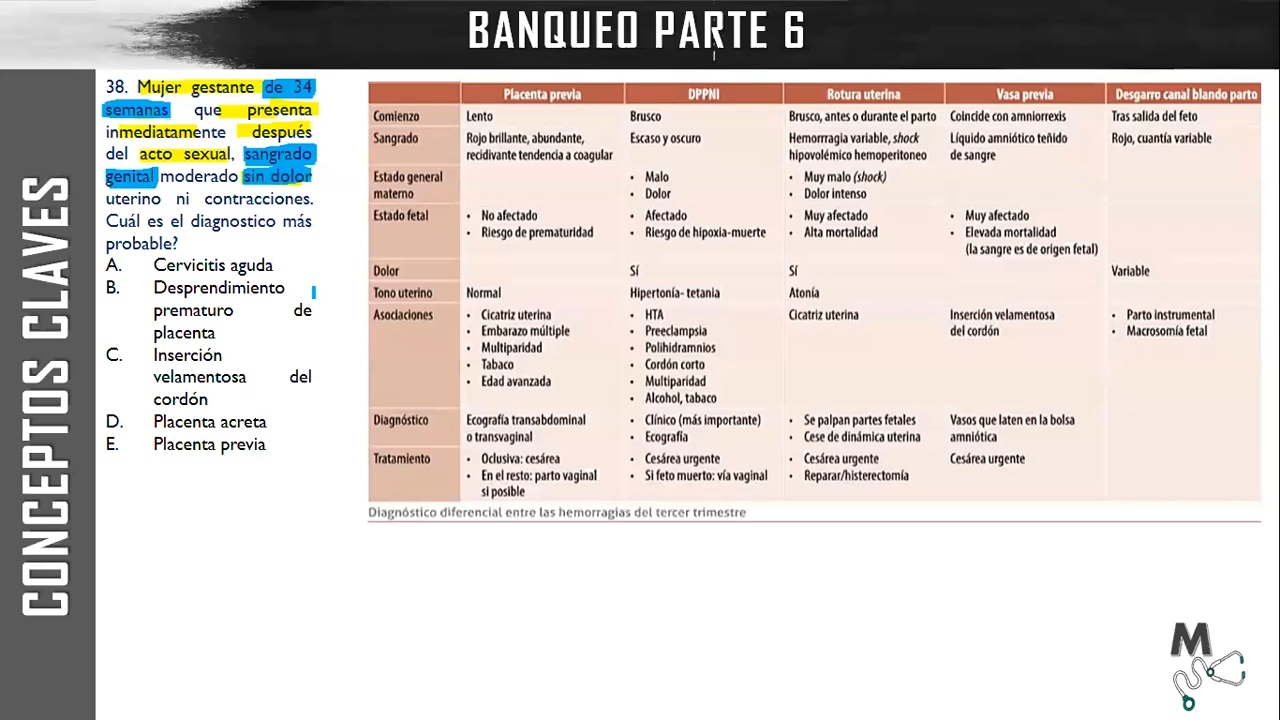 BANQUEO PARTE 6
CONCEPTOS CLAVES
38. Mujer gestante de 34
semanas que presenta
inmediatamente después
del acto sexual, sangrado
genital moderado sin dolor
uterino ni contracciones.
Cuál es el diagnostico más
probable?
A. Cervicitis aguda
B. Desprendimiento
prematuro de
placenta
C. Inserción
velamentosa del
cordón
D. Placenta acreta
E. Placenta previa
Placenta previa DPPNI Rotura uterina Vasa previa Desgarro canal blando parto
Comienzo Lento Brusco Brusco, antes o durante el parto Coincide con amniorrexis Tras salida del feto
Sangrado Rojo brillante, abundante, Escaso y oscuro Hemorrragia variable, shock Líquido amniótico teñido Rojo, cuantía variable
recidivante tendencia a coagular hipovolémico hemoperitoneo de sangre
Estado general • Malo • Muy malo (shock)
materno • Dolor • Dolor intenso
Estado fetal • No afectado • Afectado • Muy afectado • Muy afectado
• Riesgo de prematuridad • Riesgo de hipoxia-muerte • Alta mortalidad • Elevada mortalidad
(la sangre es de origen fetal)
Dolor Sí Sí Variable
Tono uterino Normal Hipertonía- tetania Atonía
Asociaciones • Cicatriz uterina • HTA Cicatriz uterina Inserción velamentosa • Parto instrumental
• Embarazo múltiple • Preeclampsia del cordón • Macrosomía fetal
• Multiparidad • Polihidramnios
• Tabaco • Cordón corto
• Edad avanzada • Multiparidad
• Alcohol, tabaco
Diagnóstico Ecografía transabdominal • Clínico (más importante) • Se palpan partes fetales Vasos que laten en la bolsa
o transvaginal • Ecografía • Cese de dinámica uterina amniótica
Tratamiento • Oclusiva: cesárea • Cesárea urgente • Cesárea urgente Cesárea urgente
• En el resto: parto vaginal • Si feto muerto: vía vaginal • Reparar/histerectomía
si posible
Diagnóstico diferencial entre las hemorragias del tercer trimestre
M